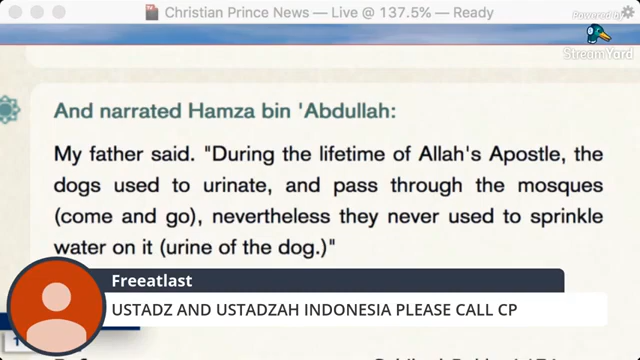 Christian Prince News — Live @ 137.5% — Ready
Powered by
StreamYard
And narrated Hamza bin 'Abdullah:
My father said. "During the lifetime of Allah's Apostle, the
dogs used to urinate, and pass through the mosques
(come and go), nevertheless they never used to sprinkle
water on it (urine of the dog.)"
Freeatlast
USTADZ AND USTADZAH INDONESIA PLEASE CALL CP